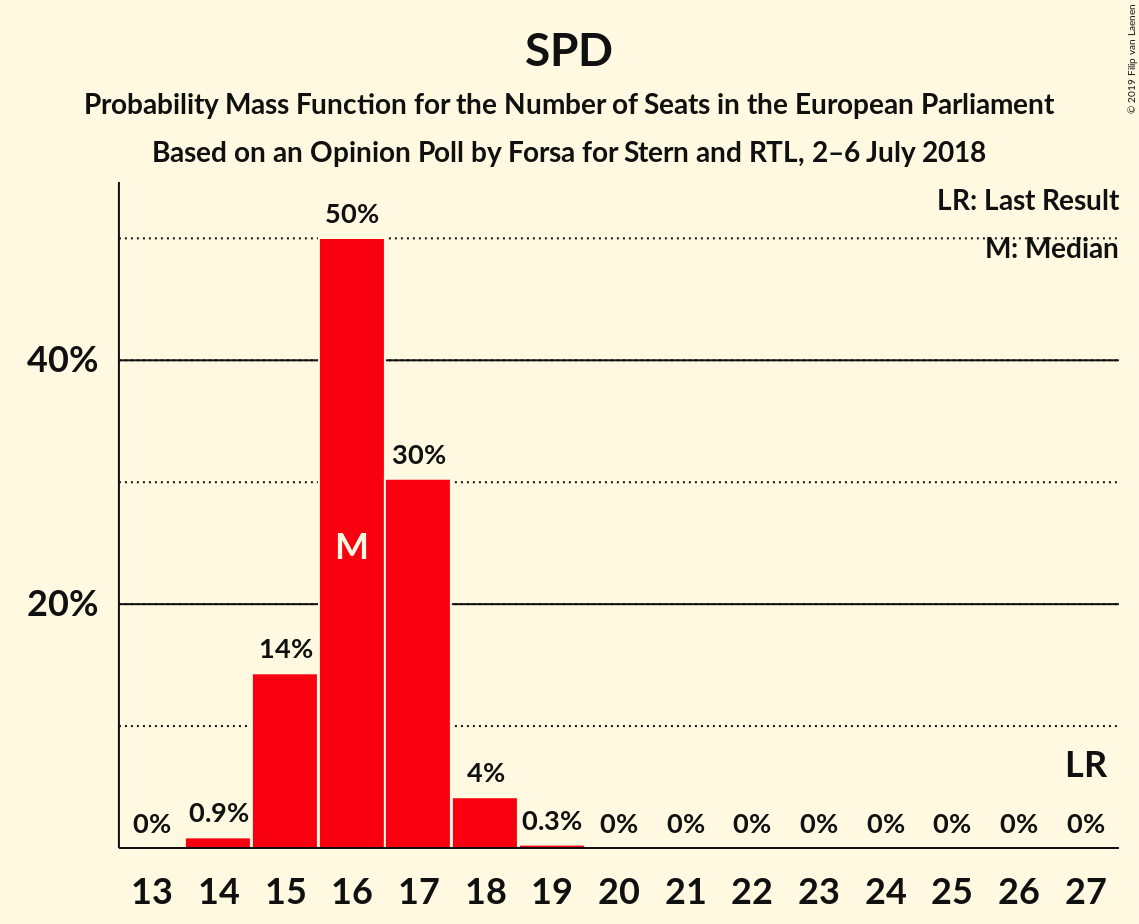 SPD
Probability Mass Function for the Number of Seats in the European Parliament
Based on an Opinion Poll by Forsa for Stern and RTL, 2–6 July 2018
© 2019 Filip van Laenen
LR: Last Result
M: Median
50%
40%
30%
M
20%
14%
LR
4%
0% 0.9% 0.3% 0% 0% 0% 0% 0% 0% 0% 0%
13 14 15 16 17 18 19 20 21 22 23 24 25 26 27